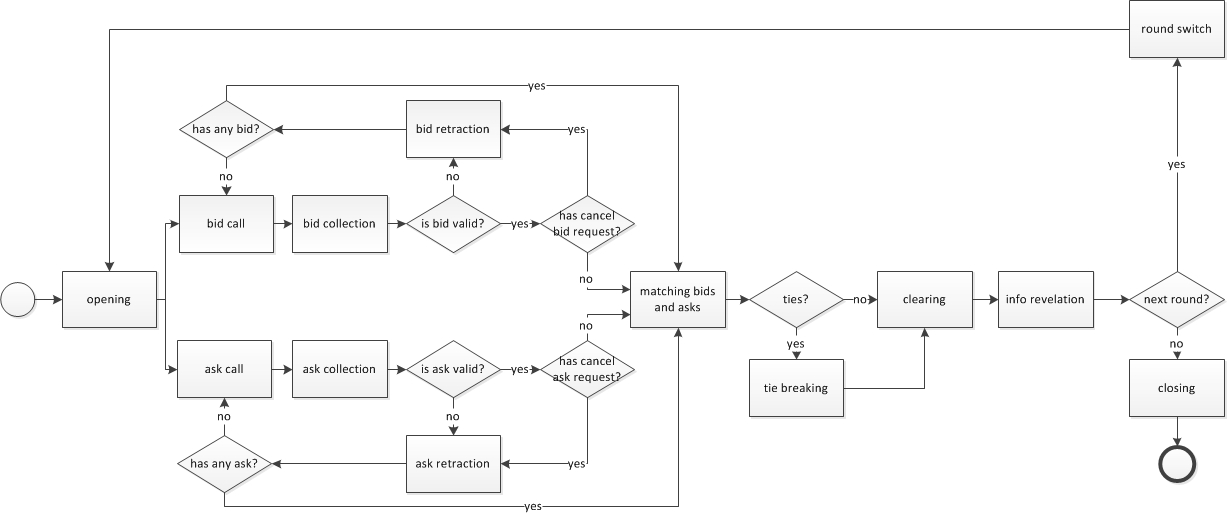 round switch
yes
has any bid?
bid retraction
yes
no
no
yes
bid call
bid collection
is bid valid?
yes
has cancel
bid request?
no
opening
matching bids
and asks
ties?
no
clearing
info revelation
next round?
no
yes
no
ask call
ask collection
is ask valid?
yes
has cancel
ask request?
tie breaking
closing
no
no
has any ask?
ask retraction
yes
yes